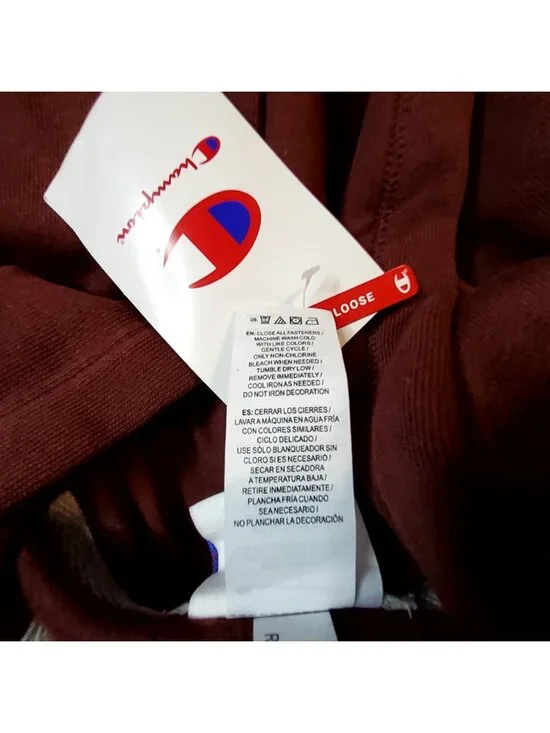 Champion
LOOSE
US:
EN: CLOSE ALL FASTENERS /
MACHINE WASH COLD
WITH LIKE COLORS /
GENTLE CYCLE /
ONLY NON-CHLORINE
BLEACH WHEN NEEDED /
TUMBLE DRY LOW /
REMOVE IMMEDIATELY /
COOL IRON AS NEEDED /
DO NOT IRON DECORATION
ES: CERRAR LOS CIERRES /
LAVAR A MÁQUINA EN AGUA FRÍA
CON COLORES SIMILARES /
CICLO DELICADO /
USE SÓLO BLANQUEADOR SIN
CLORO SI ES NECESARIO /
SECAR EN SECADORA
A TEMPERATURA BAJA /
RETIRE INMEDIATAMENTE /
PLANCHA FRÍA CUANDO
SEA NECESARIO /
NO PLANCHAR LA DECORACIÓN